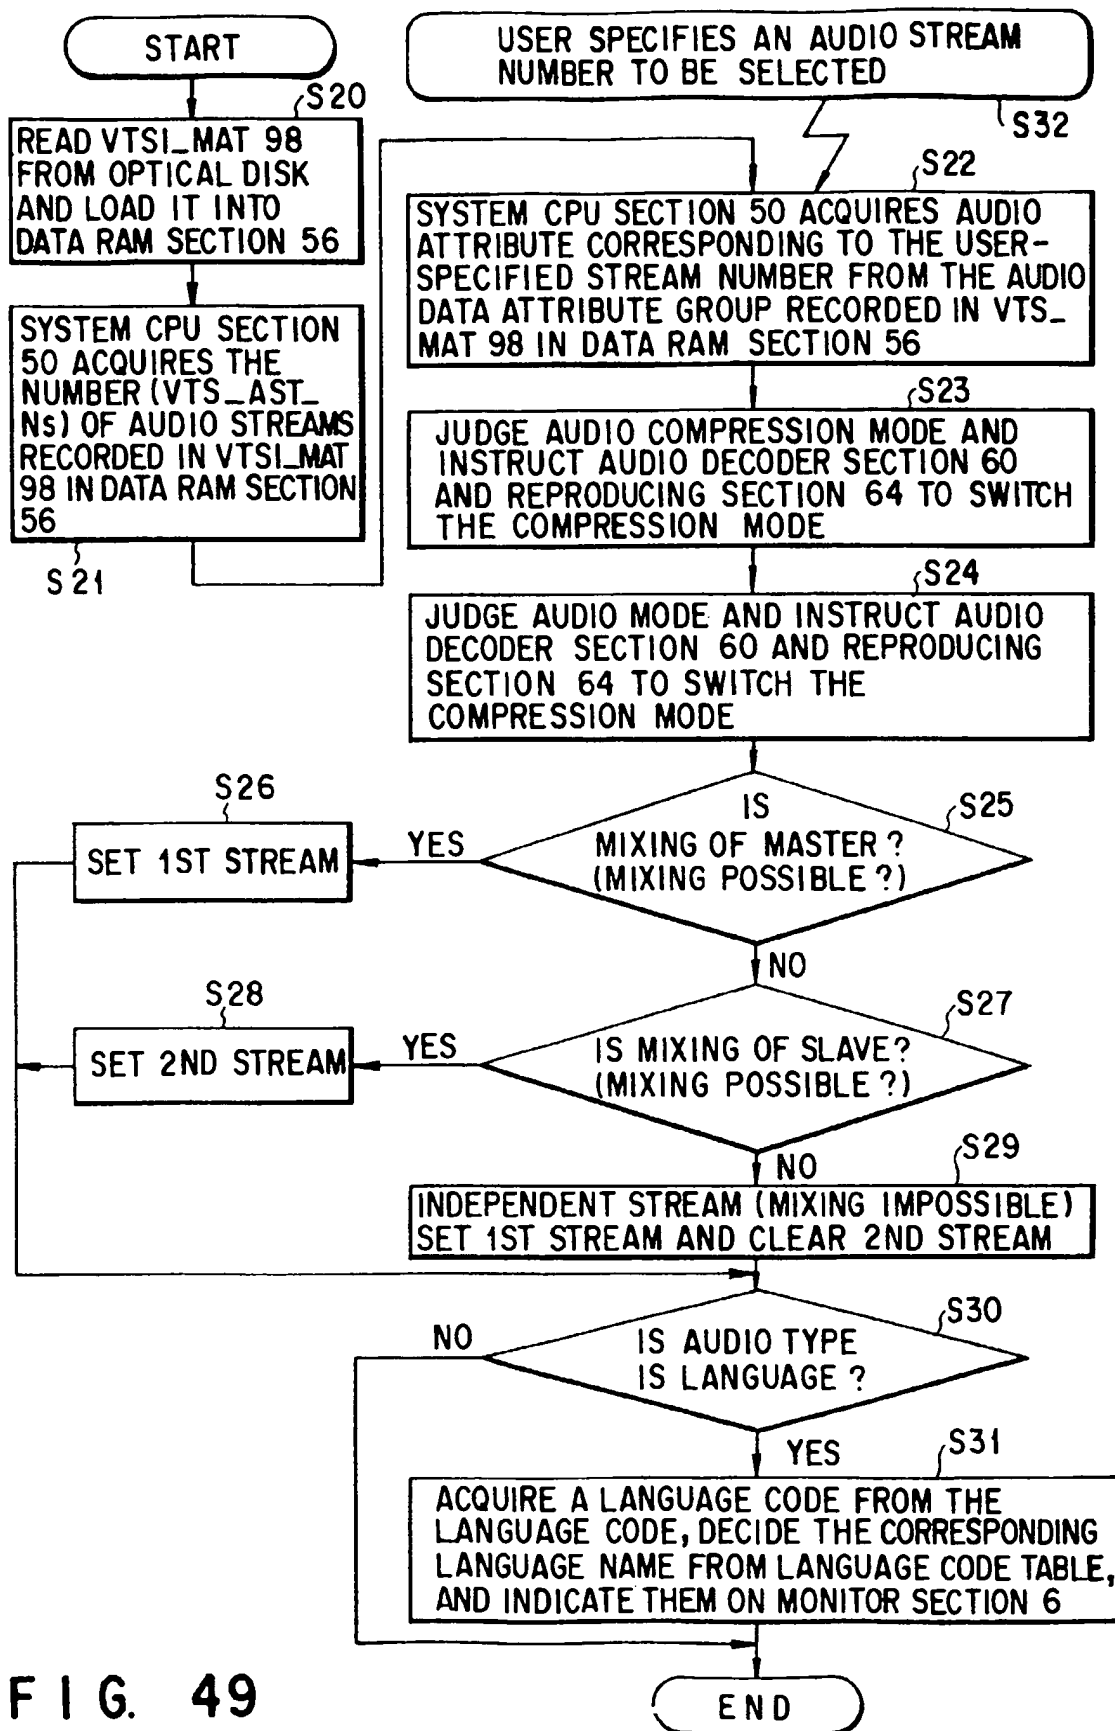 START
S20
READ VTSI_MAT 98
FROM OPTICAL DISK
AND LOAD IT INTO
DATA RAM SECTION 56
SYSTEM CPU SECTION
50 ACQUIRES THE
NUMBER (VTS_AST_
Ns) OF AUDIO STREAMS
RECORDED IN VTSI_MAT
98 IN DATA RAM SECTION
56
S21
USER SPECIFIES AN AUDIO STREAM
NUMBER TO BE SELECTED
S32
S22
SYSTEM CPU SECTION 50 ACQUIRES AUDIO
ATTRIBUTE CORRESPONDING TO THE USER-
SPECIFIED STREAM NUMBER FROM THE AUDIO
DATA ATTRIBUTE GROUP RECORDED IN VTS_
MAT 98 IN DATA RAM SECTION 56
S23
JUDGE AUDIO COMPRESSION MODE AND
INSTRUCT AUDIO DECODER SECTION 60
AND REPRODUCING SECTION 64 TO SWITCH
THE COMPRESSION MODE
S24
JUDGE AUDIO MODE AND INSTRUCT AUDIO
DECODER SECTION 60 AND REPRODUCING
SECTION 64 TO SWITCH THE
COMPRESSION MODE
S25
IS
MIXING OF MASTER?
(MIXING POSSIBLE?)
YES
S26
SET 1ST STREAM
NO
S27
IS MIXING OF SLAVE?
(MIXING POSSIBLE?)
YES
S28
SET 2ND STREAM
NO
S29
INDEPENDENT STREAM (MIXING IMPOSSIBLE)
SET 1ST STREAM AND CLEAR 2ND STREAM
S30
IS AUDIO TYPE
IS LANGUAGE?
NO
YES
S31
ACQUIRE A LANGUAGE CODE FROM THE
LANGUAGE CODE, DECIDE THE CORRESPONDING
LANGUAGE NAME FROM LANGUAGE CODE TABLE,
AND INDICATE THEM ON MONITOR SECTION 6
END
FIG. 49